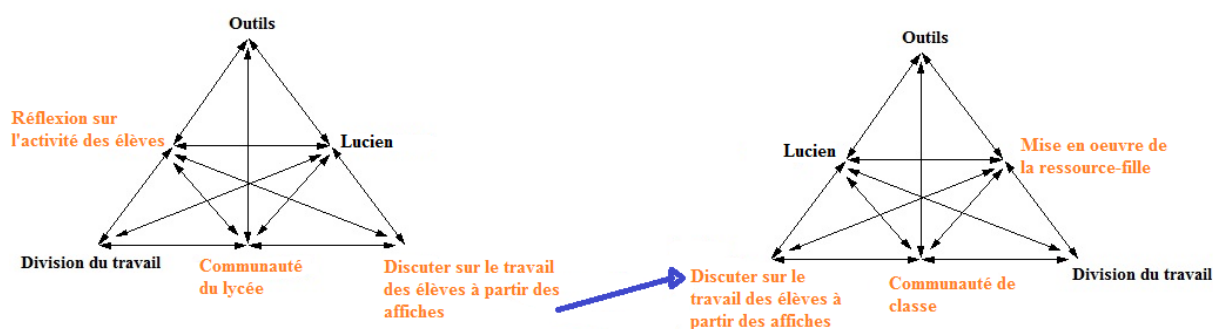 Outils
Réflexion sur
l'activité des élèves
Lucien
Division du travail
Communauté
du lycée
Discuter sur le travail
des élèves à partir des
affiches
Outils
Lucien
Mise en oeuvre de
la ressource-fille
Discuter sur le
travail des élèves à
partir des affiches
Communauté de
classe
Division du travail